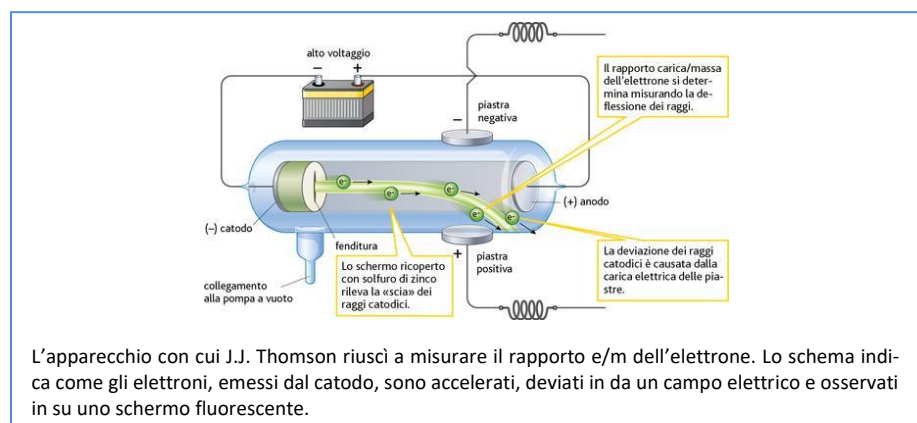 alto voltaggio
– +
Il rapporto carica/massa
dell’elettrone si deter-
mina misurando la de-
flessione dei raggi.
piastra
negativa
–
e⁻
e⁻
e⁻
e⁻
e⁻
(+) anodo
(–) catodo
fenditura
+
piastra
positiva
Lo schermo ricoperto
con solfuro di zinco
rileva la «scia» dei
raggi catodici.
La deviazione dei raggi
catodici è causata dalla
carica elettrica delle pia-
stre.
collegamento
alla pompa a vuoto
L’apparecchio con cui J.J. Thomson riuscì a misurare il rapporto e/m dell’elettrone. Lo schema indi-
ca come gli elettroni, emessi dal catodo, sono accelerati, deviati in da un campo elettrico e osservati
in su uno schermo fluorescente.